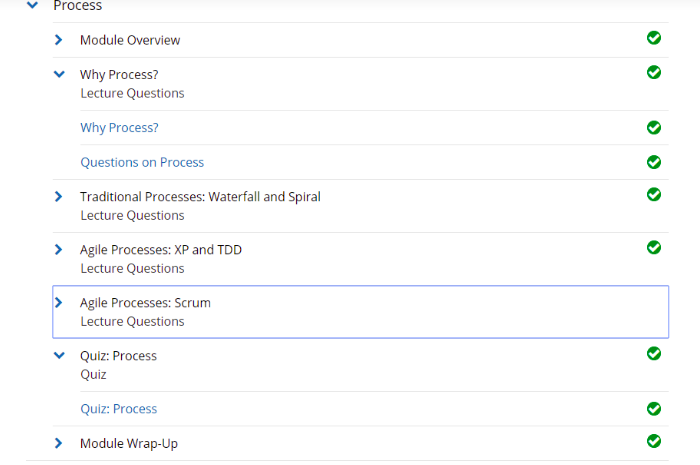 Process
Module Overview
Why Process?
Lecture Questions
Why Process?
Questions on Process
Traditional Processes: Waterfall and Spiral
Lecture Questions
Agile Processes: XP and TDD
Lecture Questions
Agile Processes: Scrum
Lecture Questions
Quiz: Process
Quiz
Quiz: Process
Module Wrap-Up